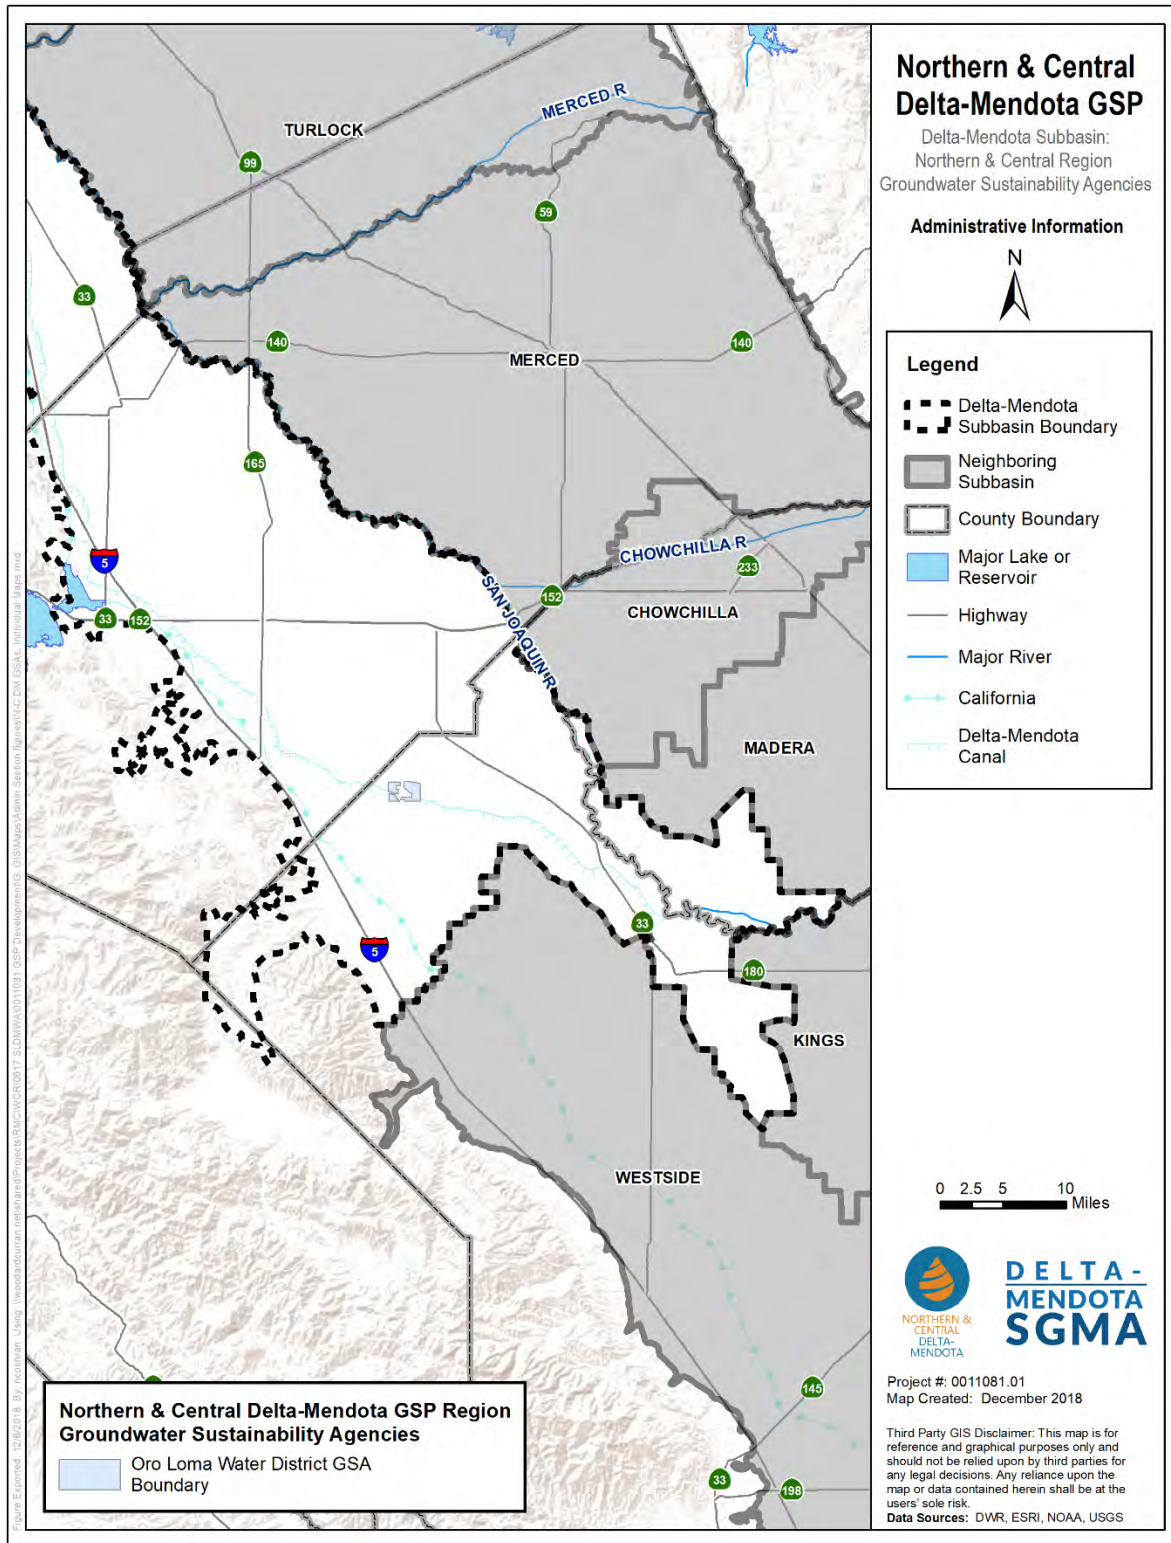 Northern & Central
Delta-Mendota GSP
Delta-Mendota Subbasin:
Northern & Central Region
Groundwater Sustainability Agencies
Administrative Information
N
Legend
Delta-Mendota
Subbasin Boundary
Neighboring
Subbasin
County Boundary
Major Lake or
Reservoir
Highway
Major River
California
Delta-Mendota
Canal
0 2.5 5 10
Miles
NORTHERN &
CENTRAL
DELTA-
MENDOTA
DELTA-
MENDOTA
SGMA
Project #: 0011081.01
Map Created: December 2018
Third Party GIS Disclaimer: This map is for
reference and graphical purposes only and
should not be relied upon by third parties for
any legal decisions. Any reliance upon the
map or data contained herein shall be at the
users' sole risk.
Data Sources: DWR, ESRI, NOAA, USGS
TURLOCK
MERCED R
99
59
33
140
MERCED
140
165
5
CHOWCHILLA R
233
152
SAN JOAQUIN R
CHOWCHILLA
33
152
MADERA
33
5
180
KINGS
WESTSIDE
145
33
198
Northern & Central Delta-Mendota GSP Region
Groundwater Sustainability Agencies
Oro Loma Water District GSA
Boundary